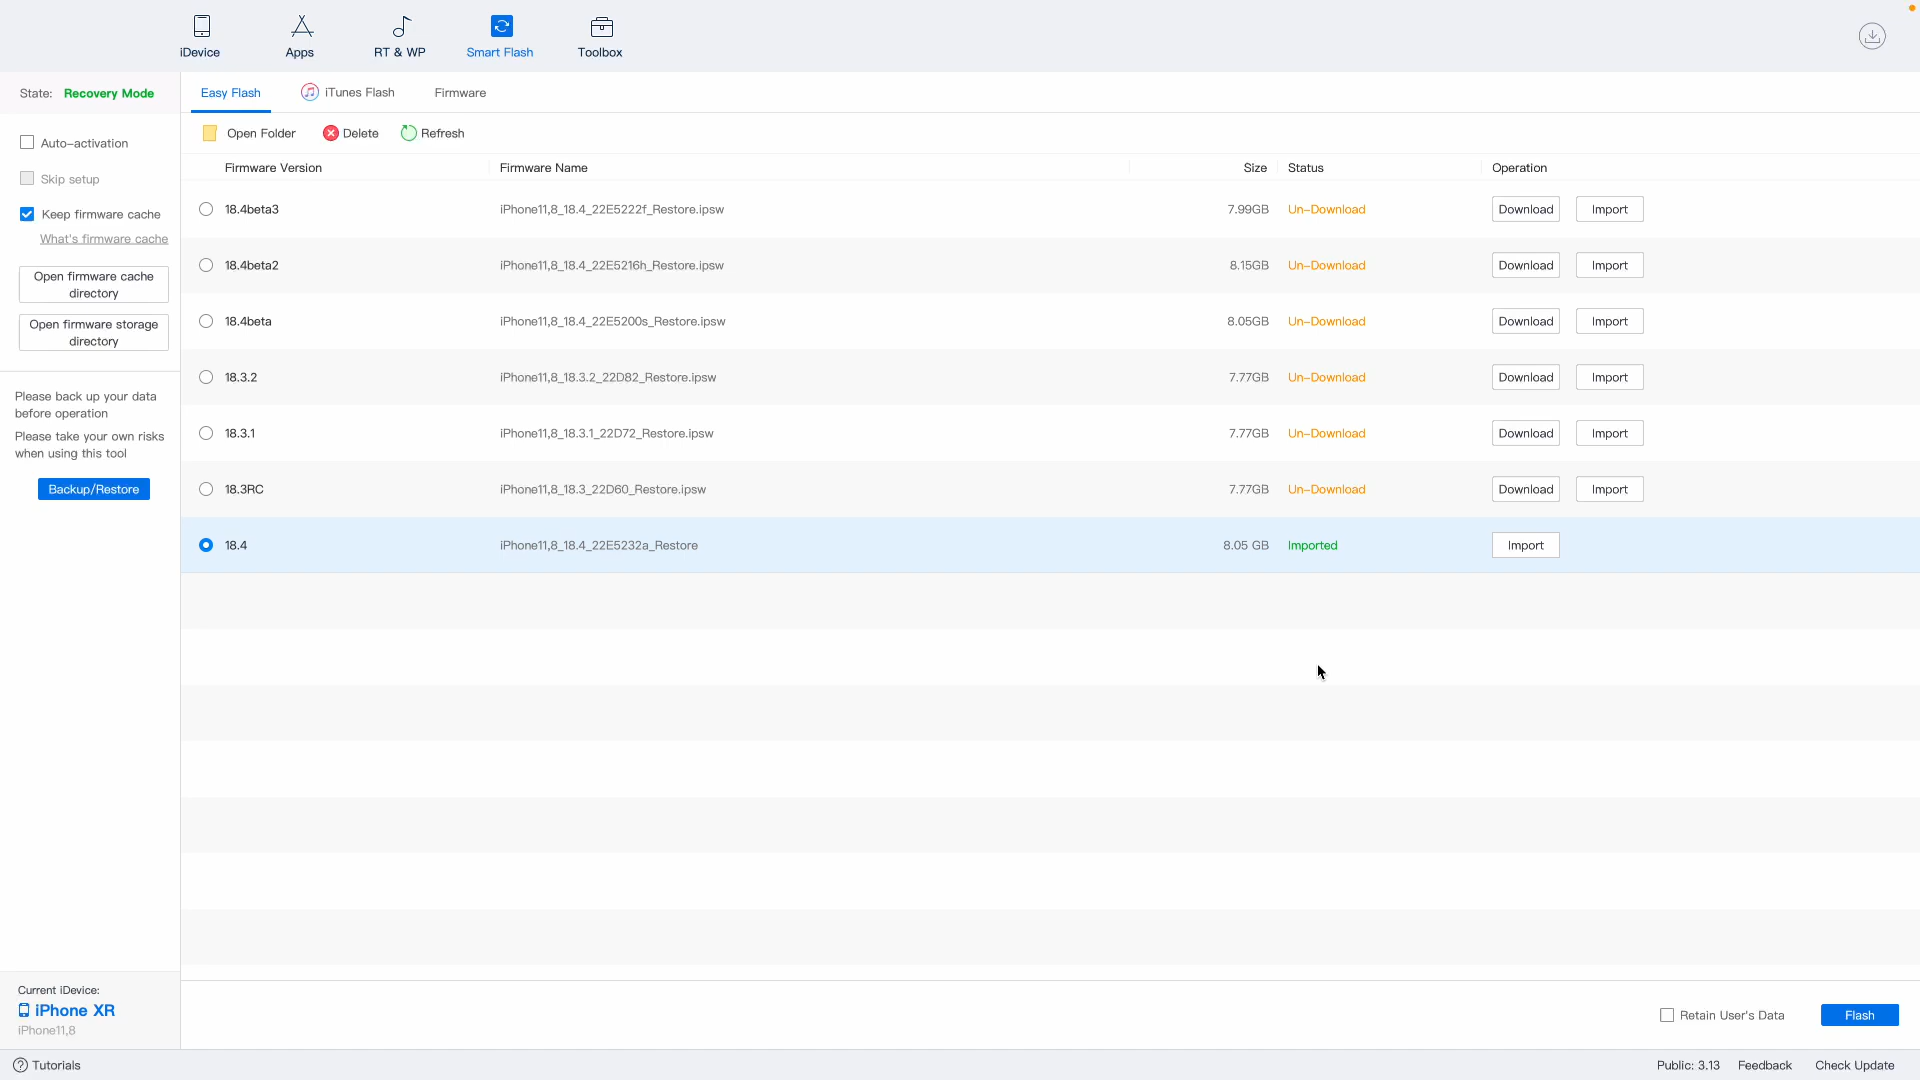 iDevice
Apps
RT & WP
Smart Flash
Toolbox
State: Recovery Mode
Easy Flash
iTunes Flash
Firmware
Auto-activation
Skip setup
Keep firmware cache
What's firmware cache
Open firmware cache
directory
Open firmware storage
directory
Please back up your data
before operation
Please take your own risks
when using this tool
Backup/Restore
Open Folder
Delete
Refresh
Firmware Version Firmware Name Size Status Operation
18.4beta3 iPhone11,8_18.4_22E5222f_Restore.ipsw 7.99GB Un-Download Download Import
18.4beta2 iPhone11,8_18.4_22E5216h_Restore.ipsw 8.15GB Un-Download Download Import
18.4beta iPhone11,8_18.4_22E5200s_Restore.ipsw 8.05GB Un-Download Download Import
18.3.2 iPhone11,8_18.3.2_22D82_Restore.ipsw 7.77GB Un-Download Download Import
18.3.1 iPhone11,8_18.3.1_22D72_Restore.ipsw 7.77GB Un-Download Download Import
18.3RC iPhone11,8_18.3_22D60_Restore.ipsw 7.77GB Un-Download Download Import
18.4 iPhone11,8_18.4_22E5232a_Restore 8.05 GB Imported Import
Current iDevice:
iPhone XR
iPhone11,8
Retain User's Data
Flash
Tutorials
Public: 3.13
Feedback
Check Update